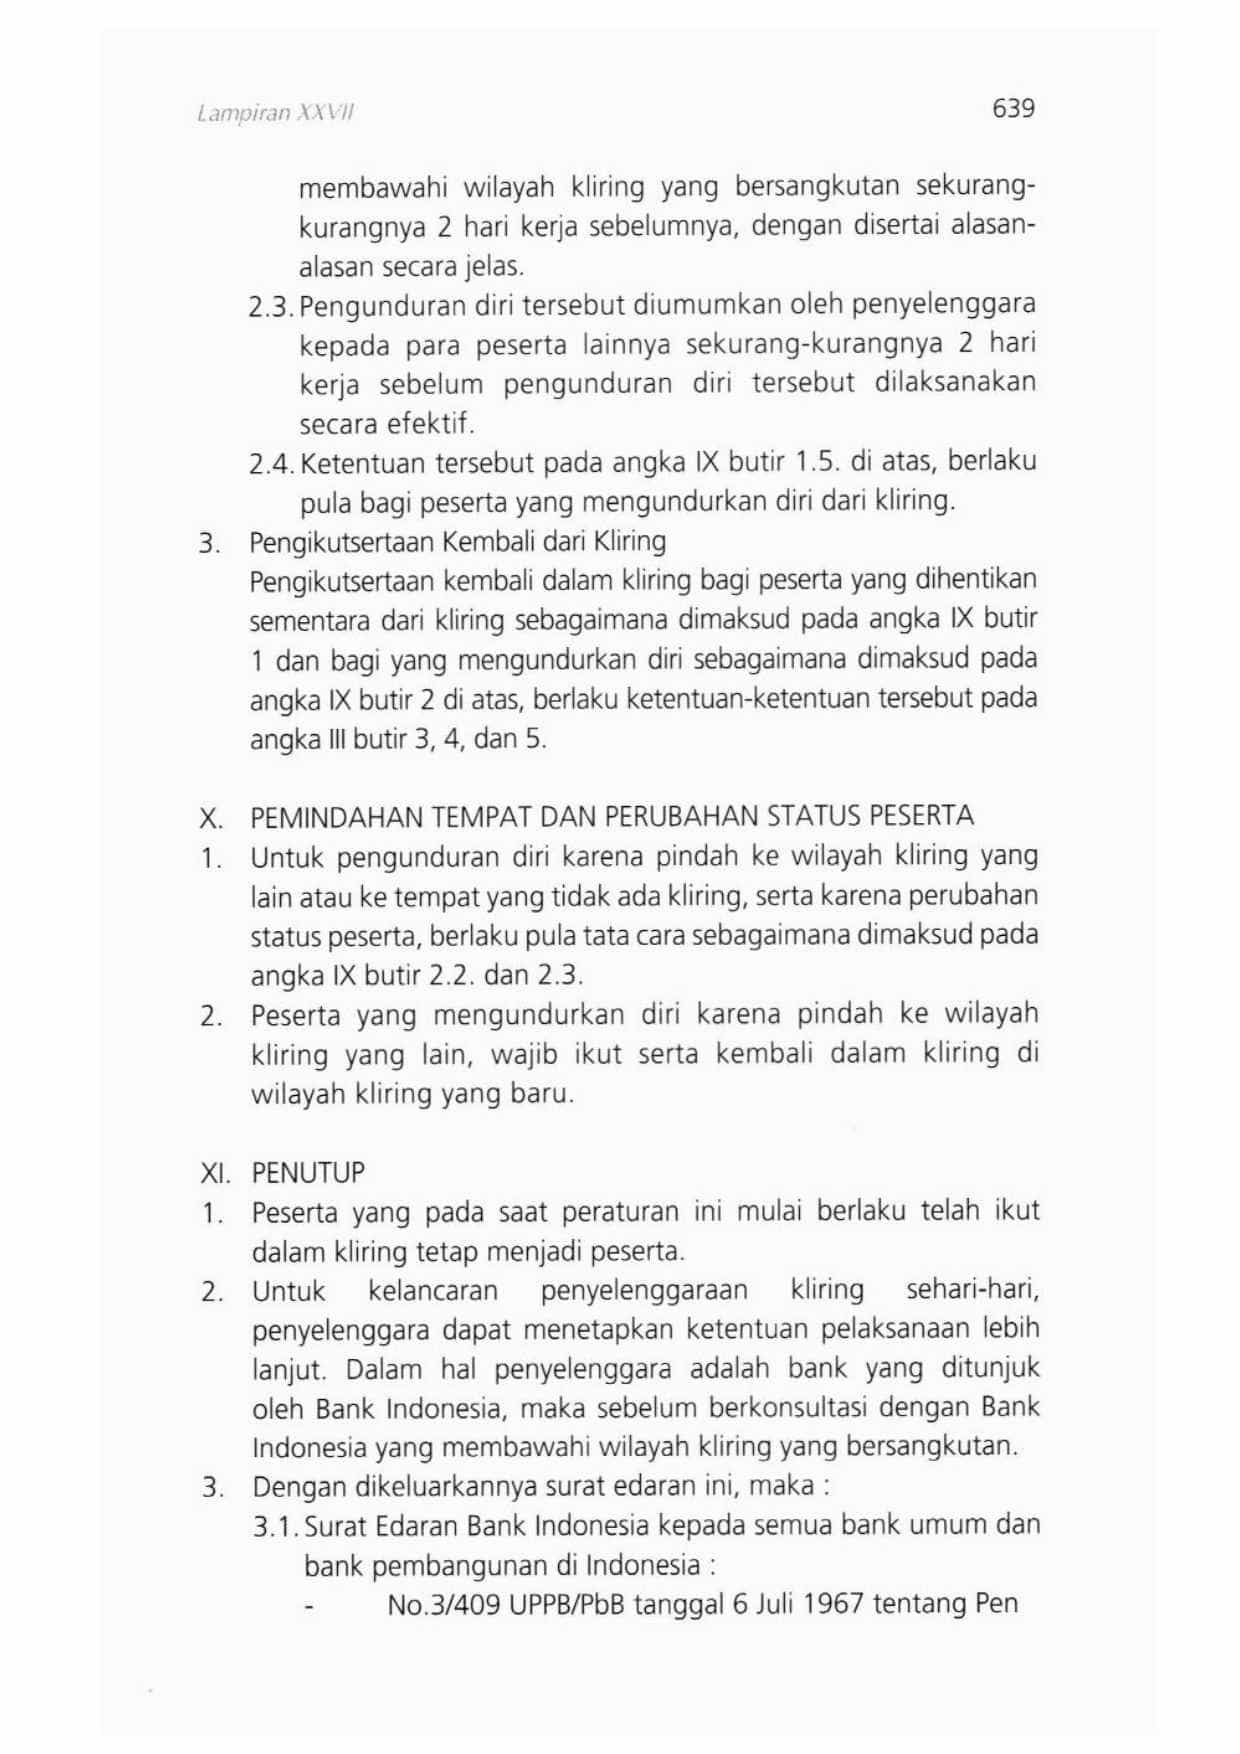 Lampiran XXVII 639
membawahi wilayah kliring yang bersangkutan sekurang-
kurangnya 2 hari kerja sebelumnya, dengan disertai alasan-
alasan secara jelas.
2.3. Pengunduran diri tersebut diumumkan oleh penyelenggara
kepada para peserta lainnya sekurang-kurangnya 2 hari
kerja sebelum pengunduran diri tersebut dilaksanakan
secara efektif.
2.4. Ketentuan tersebut pada angka IX butir 1.5. di atas, berlaku
pula bagi peserta yang mengundurkan diri dari kliring.
3. Pengikutsertaan Kembali dari Kliring
Pengikutsertaan kembali dalam kliring bagi peserta yang dihentikan
sementara dari kliring sebagaimana dimaksud pada angka IX butir
1 dan bagi yang mengundurkan diri sebagaimana dimaksud pada
angka IX butir 2 di atas, berlaku ketentuan-ketentuan tersebut pada
angka III butir 3, 4, dan 5.
X. PEMINDAHAN TEMPAT DAN PERUBAHAN STATUS PESERTA
1. Untuk pengunduran diri karena pindah ke wilayah kliring yang
lain atau ke tempat yang tidak ada kliring, serta karena perubahan
status peserta, berlaku pula tata cara sebagaimana dimaksud pada
angka IX butir 2.2. dan 2.3.
2. Peserta yang mengundurkan diri karena pindah ke wilayah
kliring yang lain, wajib ikut serta kembali dalam kliring di
wilayah kliring yang baru.
XI. PENUTUP
1. Peserta yang pada saat peraturan ini mulai berlaku telah ikut
dalam kliring tetap menjadi peserta.
2. Untuk kelancaran penyelenggaraan kliring sehari-hari,
penyelenggara dapat menetapkan ketentuan pelaksanaan lebih
lanjut. Dalam hal penyelenggara adalah bank yang ditunjuk
oleh Bank Indonesia, maka sebelum berkonsultasi dengan Bank
Indonesia yang membawahi wilayah kliring yang bersangkutan.
3. Dengan dikeluarkannya surat edaran ini, maka :
3.1. Surat Edaran Bank Indonesia kepada semua bank umum dan
bank pembangunan di Indonesia :
- No.3/409 UPPB/PbB tanggal 6 Juli 1967 tentang Pen